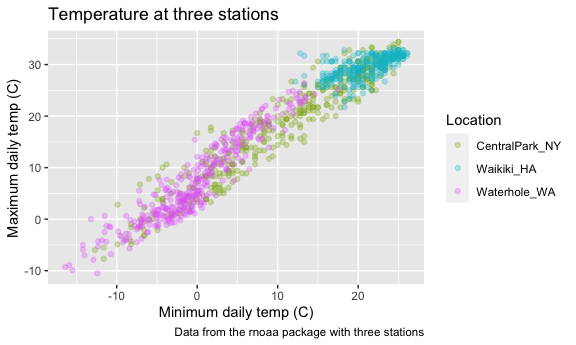 Temperature at three stations
Maximum daily temp (C)
30
20
10
0
-10
-10 0 10 20
Minimum daily temp (C)
Location
CentralPark_NY
Waikiki_HA
Waterhole_WA
Data from the rnoaa package with three stations